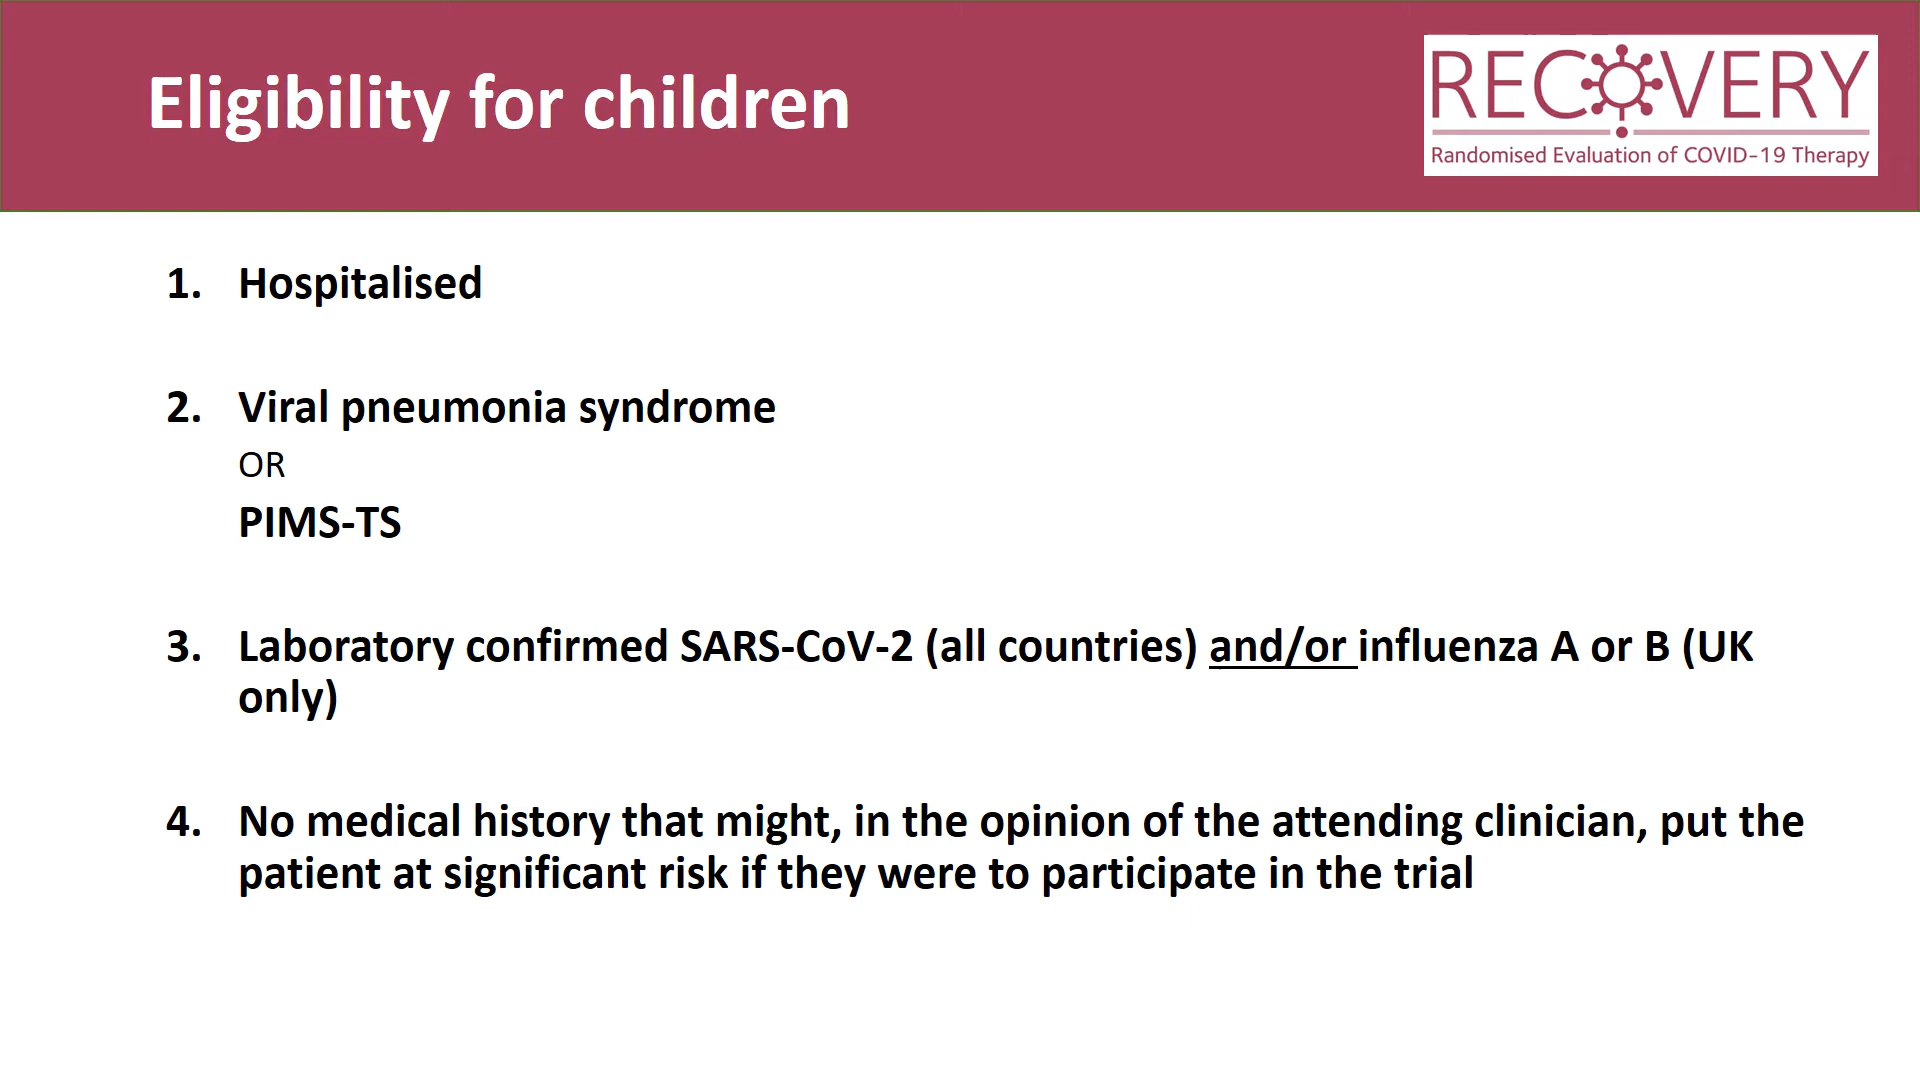 Eligibility for children
RECOVERY
Randomised Evaluation of COVID-19 Therapy
1. Hospitalised
2. Viral pneumonia syndrome
OR
PIMS-TS
3. Laboratory confirmed SARS-CoV-2 (all countries) and/or influenza A or B (UK
only)
4. No medical history that might, in the opinion of the attending clinician, put the
patient at significant risk if they were to participate in the trial